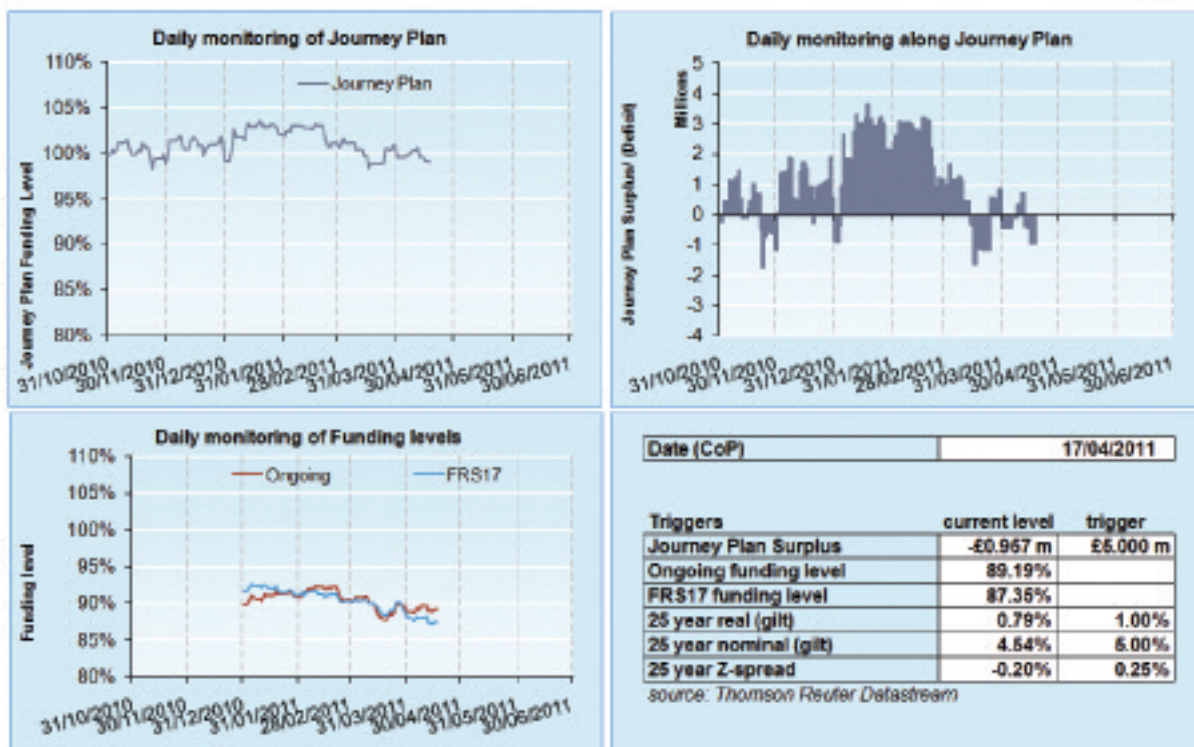 Daily monitoring of Journey Plan
110%
105%
100%
95%
90%
85%
80%
Journey Plan Funding Level
Journey Plan
31/10/2010
30/11/2010
31/12/2010
31/01/2011
28/02/2011
31/03/2011
30/04/2011
31/05/2011
30/06/2011
Daily monitoring along Journey Plan
Millions
Journey Plan Surplus/ (Deficit)
5
4
3
2
1
0
-1
-2
-3
-4
31/10/2010
30/11/2010
31/12/2010
31/01/2011
28/02/2011
31/03/2011
30/04/2011
31/05/2011
30/06/2011
Daily monitoring of Funding levels
110%
105%
100%
95%
90%
85%
80%
Funding level
Ongoing
FRS17
31/10/2010
30/11/2010
31/12/2010
31/01/2011
28/02/2011
31/03/2011
30/04/2011
31/05/2011
30/06/2011
Date (CoP) 17/04/2011
Triggers current level trigger
Journey Plan Surplus -£0.967 m £5.000 m
Ongoing funding level 89.19%
FRS17 funding level 87.35%
25 year real (gilt) 0.79% 1.00%
25 year nominal (gilt) 4.54% 5.00%
25 year Z-spread -0.20% 0.25%
source: Thomson Reuter Datastream